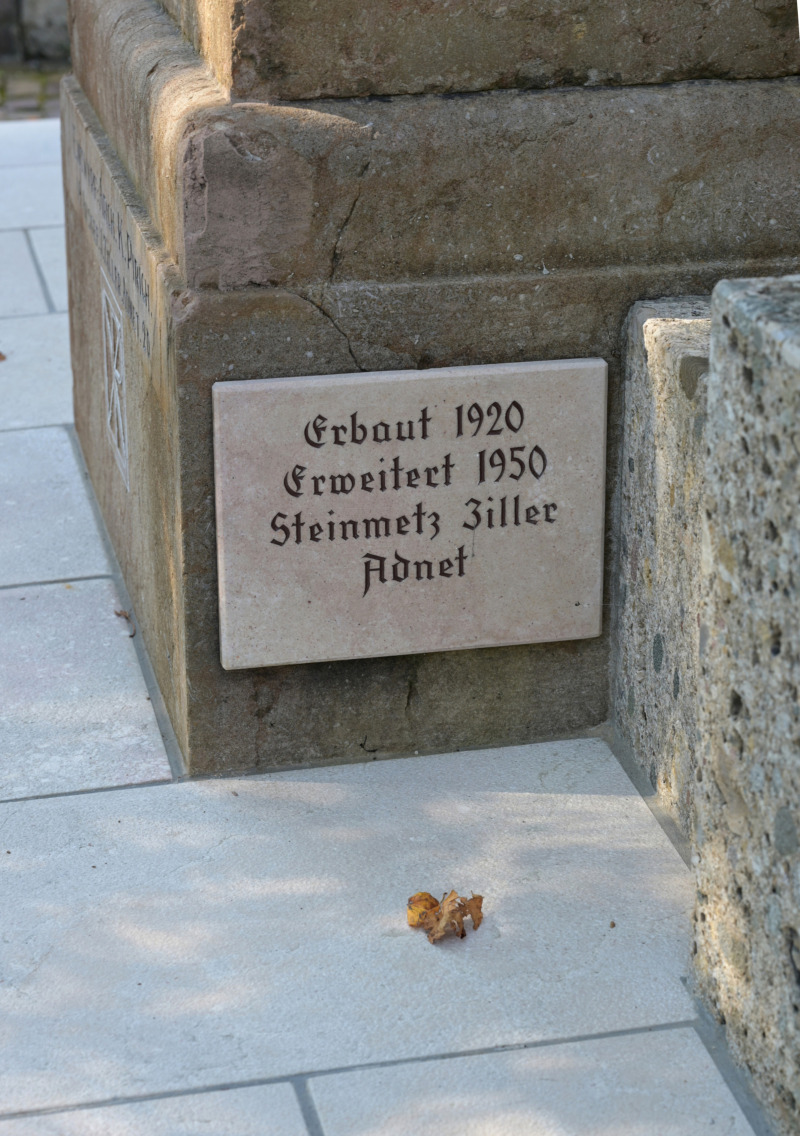 Erbaut 1920
Erweitert 1950
Steinmetz Ziller
Adnet